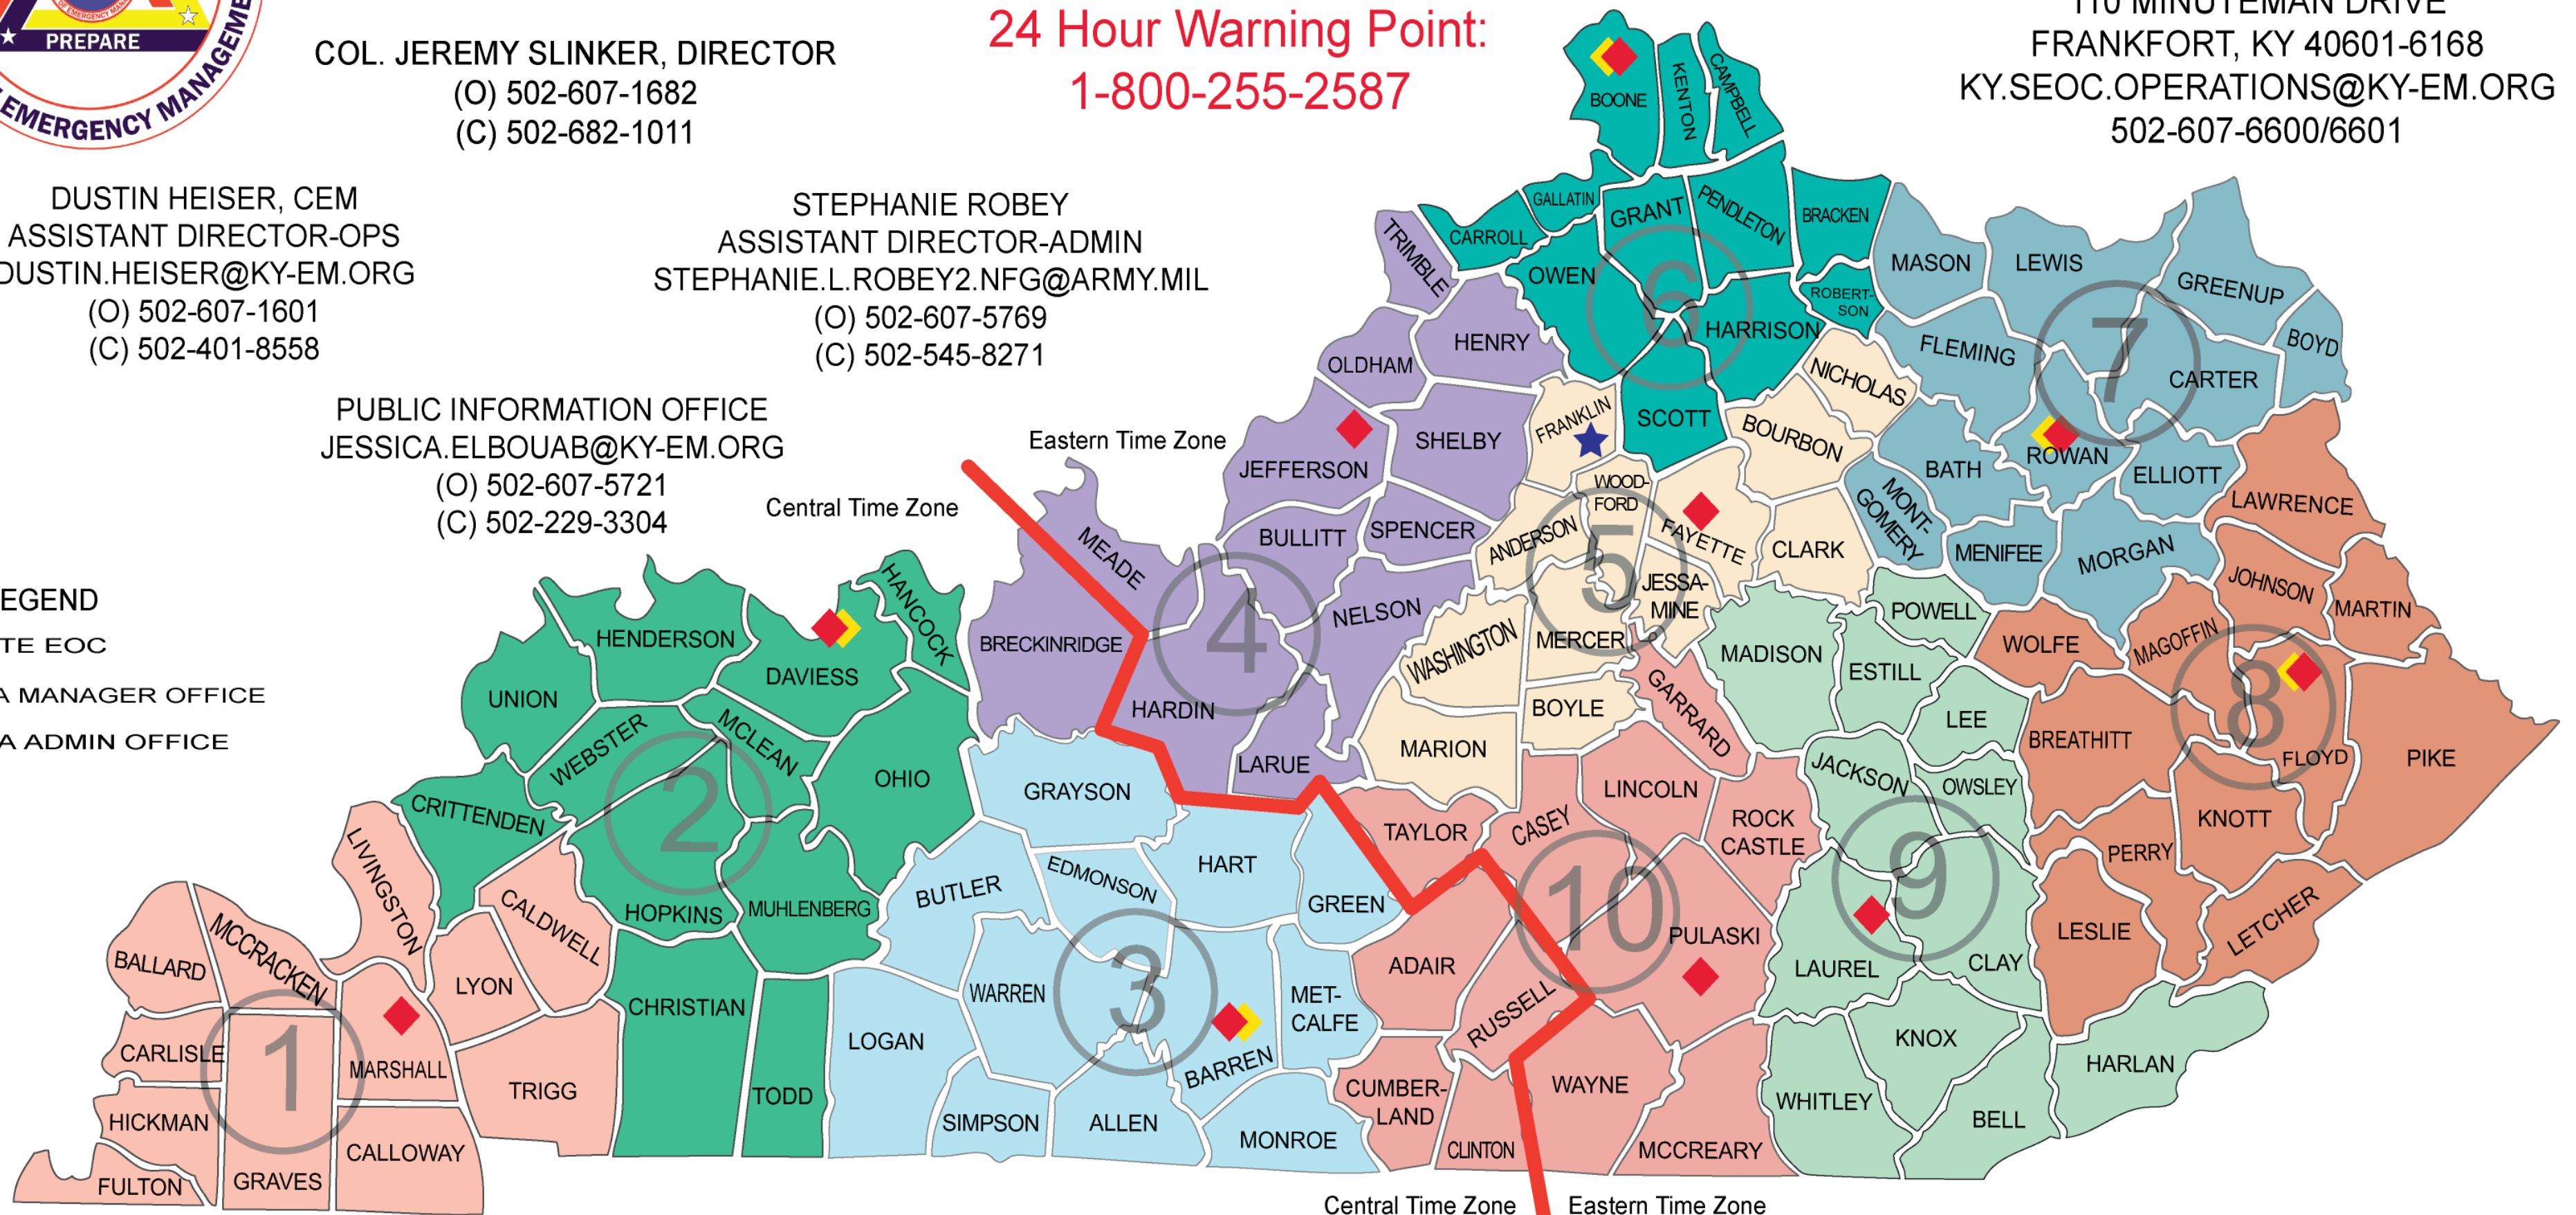 OF EMERGENCY MANAGEM
PREPARE
EMERGENCY MANAGEME
COL. JEREMY SLINKER, DIRECTOR
(O) 502-607-1682
(C) 502-682-1011
24 Hour Warning Point:
1-800-255-2587
110 MINUTEMAN DRIVE
FRANKFORT, KY 40601-6168
KY.SEOC.OPERATIONS@KY-EM.ORG
502-607-6600/6601
DUSTIN HEISER, CEM
ASSISTANT DIRECTOR-OPS
DUSTIN.HEISER@KY-EM.ORG
(O) 502-607-1601
(C) 502-401-8558
STEPHANIE ROBEY
ASSISTANT DIRECTOR-ADMIN
STEPHANIE.L.ROBEY2.NFG@ARMY.MIL
(O) 502-607-5769
(C) 502-545-8271
PUBLIC INFORMATION OFFICE
JESSICA.ELBOUAB@KY-EM.ORG
(O) 502-607-5721
(C) 502-229-3304
EGEND
TE EOC
A MANAGER OFFICE
A ADMIN OFFICE
Eastern Time Zone
Central Time Zone
BOONE
KENTON
CAMPBELL
GALLATIN
GRANT
PENDLETON
BRACKEN
CARROLL
OWEN
6
HARRISON
ROBERT-
SON
SCOTT
TRIMBLE
HENRY
OLDHAM
SHELBY
JEFFERSON
BULLITT
SPENCER
MEADE
BRECKINRIDGE
4
NELSON
HARDIN
LARUE
MASON
LEWIS
GREENUP
BOYD
FLEMING
7
CARTER
BATH
ROWAN
ELLIOTT
MONT-
GOMERY
MENIFEE
MORGAN
NICHOLAS
FRANKLIN
BOURBON
WOOD-
FORD
ANDERSON
5
FAYETTE
CLARK
JESSA-
MINE
WASHINGTON
MERCER
BOYLE
MARION
LAWRENCE
JOHNSON
MARTIN
WOLFE
MAGOFFIN
8
BREATHITT
FLOYD
PIKE
KNOTT
PERRY
LESLIE
LETCHER
POWELL
MADISON
ESTILL
LEE
JACKSON
OWSLEY
9
LAUREL
CLAY
KNOX
HARLAN
WHITLEY
BELL
GARRARD
LINCOLN
ROCK
CASTLE
TAYLOR
CASEY
10
PULASKI
ADAIR
RUSSELL
CUMBER-
LAND
WAYNE
CLINTON
MCCREARY
HANCOCK
HENDERSON
DAVIESS
UNION
WEBSTER
MCLEAN
OHIO
2
CRITTENDEN
HOPKINS
MUHLENBERG
CHRISTIAN
TODD
GRAYSON
HART
EDMONSON
BUTLER
GREEN
WARREN
3
MET-
CALFE
LOGAN
BARREN
SIMPSON
ALLEN
MONROE
LIVINGSTON
CALDWELL
MCCRACKEN
BALLARD
LYON
CARLISLE
1
MARSHALL
TRIGG
HICKMAN
CALLOWAY
FULTON
GRAVES
Central Time Zone
Eastern Time Zone